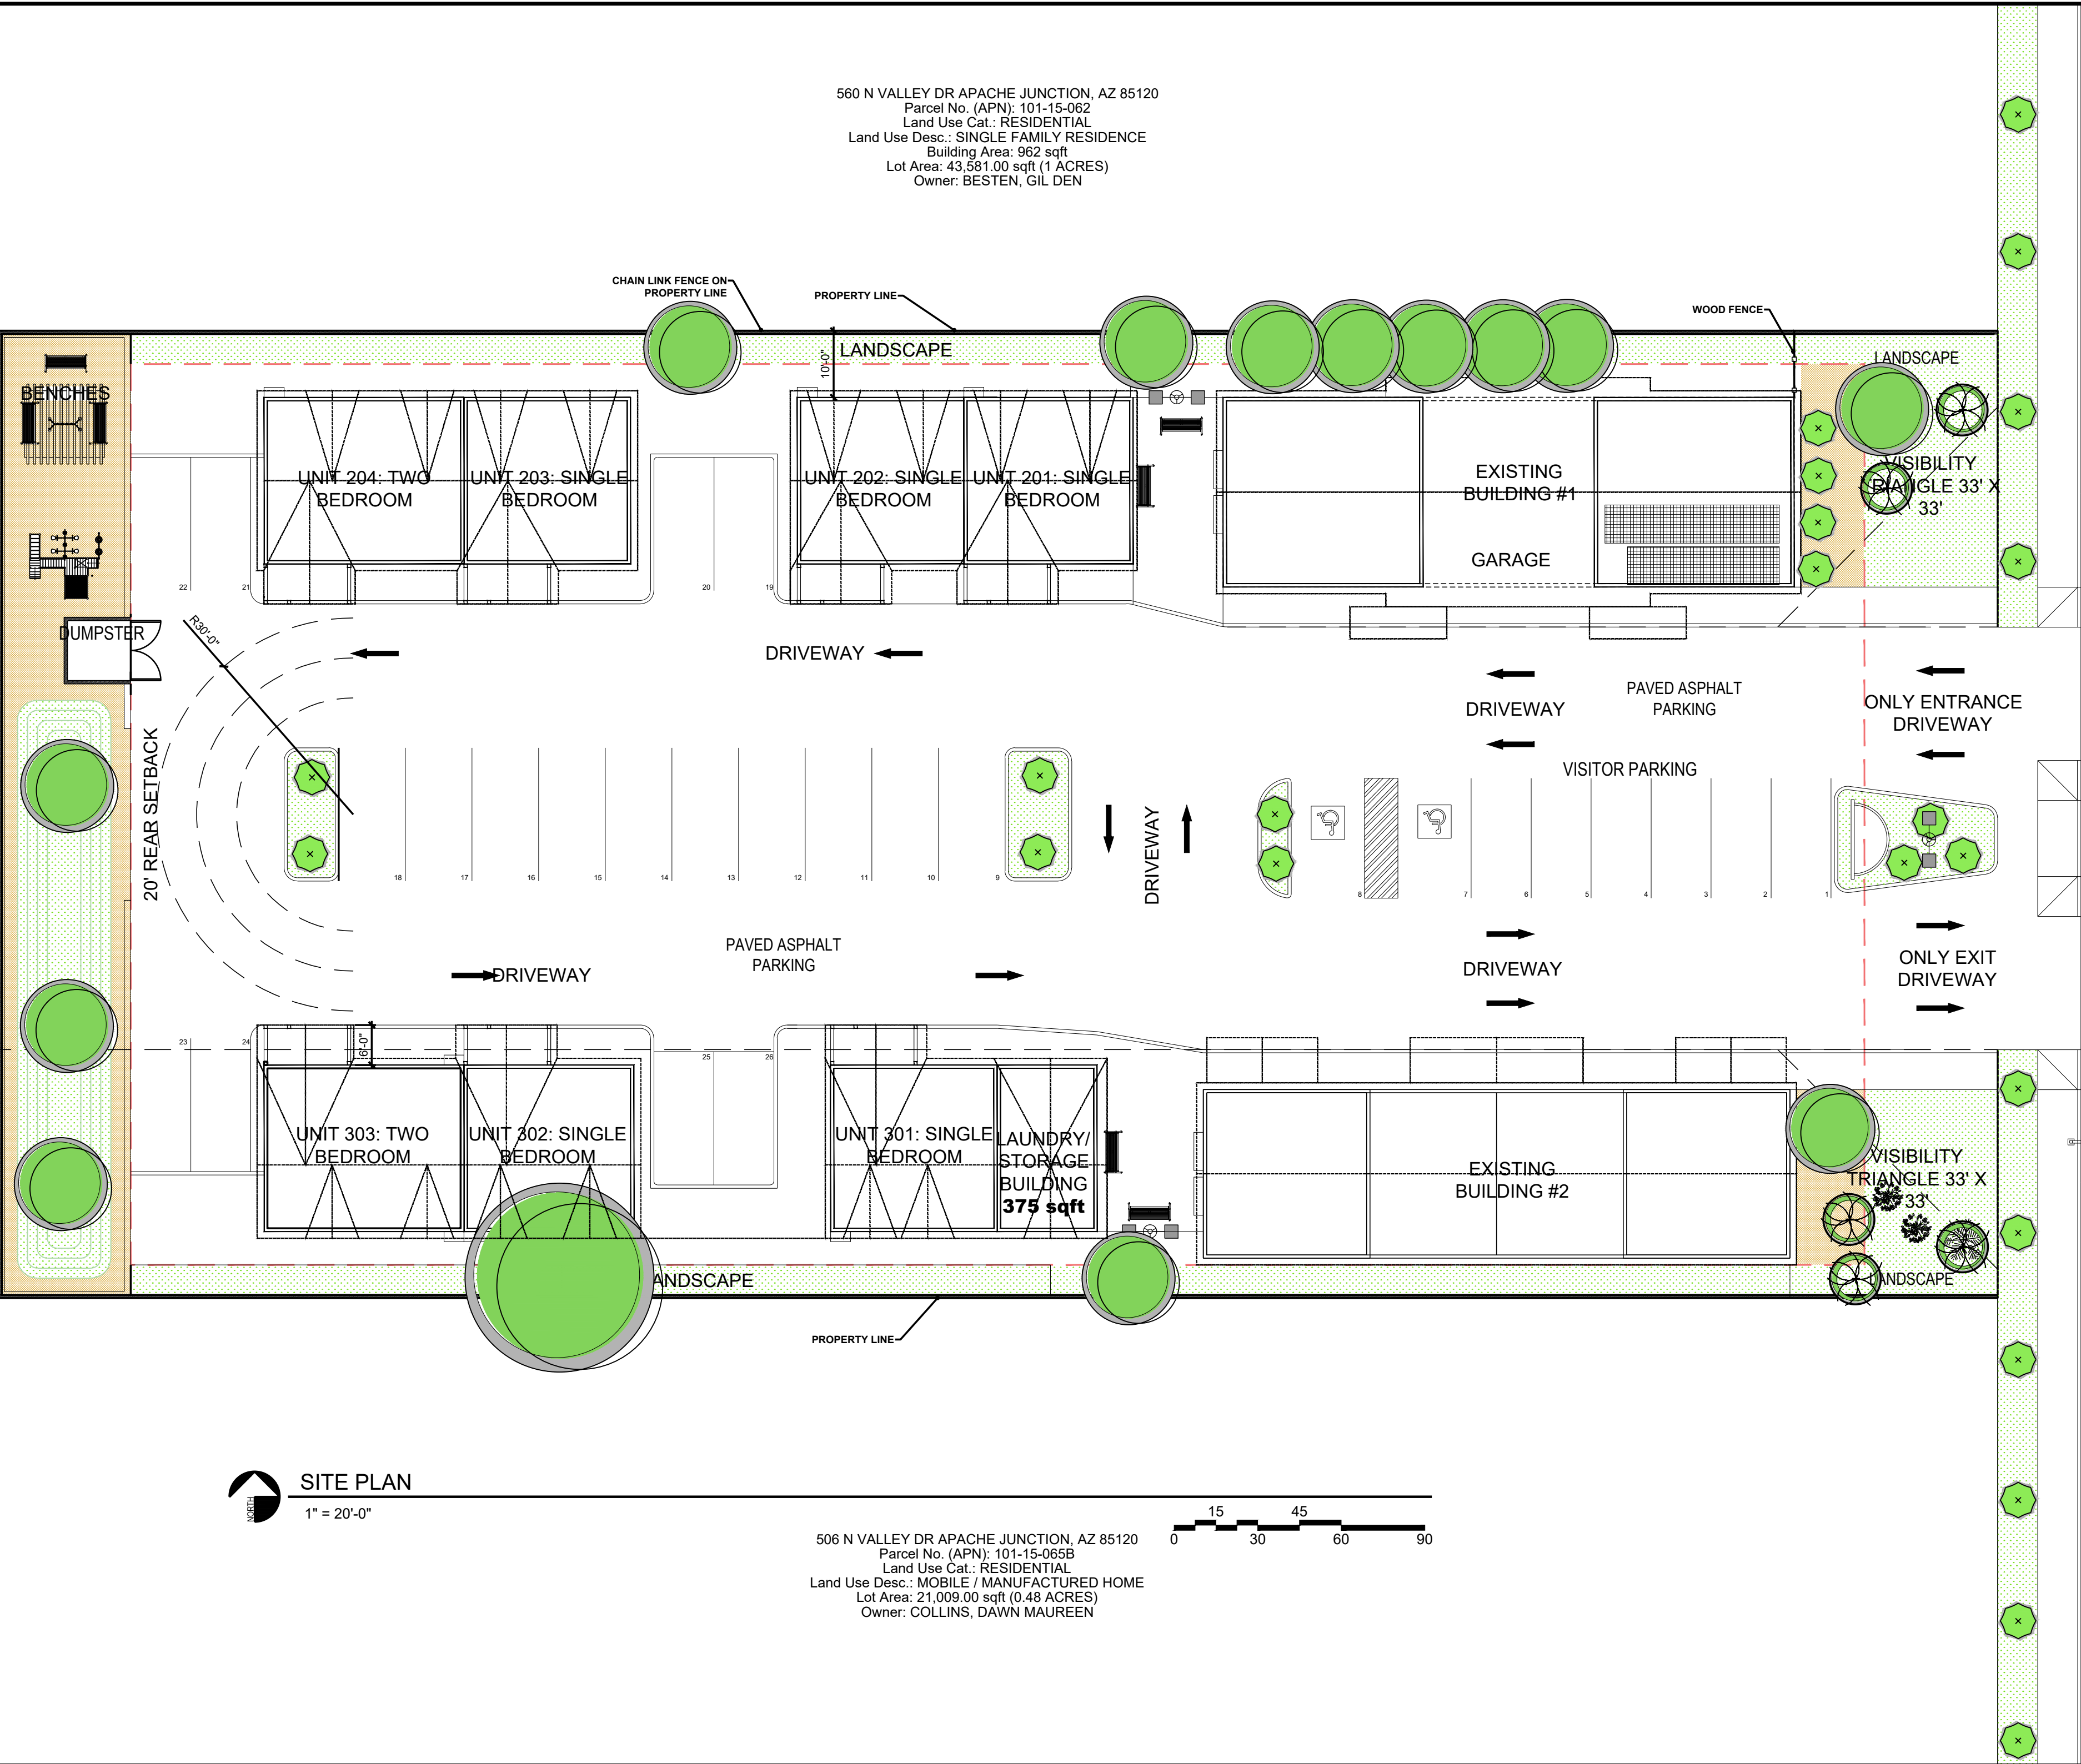 560 N VALLEY DR APACHE JUNCTION, AZ 85120
Parcel No. (APN): 101-15-062
Land Use Cat.: RESIDENTIAL
Land Use Desc.: SINGLE FAMILY RESIDENCE
Building Area: 962 sqft
Lot Area: 43,581.00 sqft (1 ACRES)
Owner: BESTEN, GIL DEN
CHAIN LINK FENCE ON
PROPERTY LINE
PROPERTY LINE
WOOD FENCE
LANDSCAPE
10'-0"
LANDSCAPE
BENCHES
UNIT 204: TWO
BEDROOM
UNIT 203: SINGLE
BEDROOM
UNIT 202: SINGLE
BEDROOM
UNIT 201: SINGLE
BEDROOM
EXISTING
BUILDING #1
GARAGE
VISIBILITY
TRIANGLE 33' X
33'
22
21
20
19
DUMPSTER
R30'-0"
DRIVEWAY
DRIVEWAY
PAVED ASPHALT
PARKING
ONLY ENTRANCE
DRIVEWAY
VISITOR PARKING
20' REAR SETBACK
DRIVEWAY
18
17
16
15
14
13
12
11
10
9
8
7
6
5
4
3
2
1
PAVED ASPHALT
PARKING
DRIVEWAY
DRIVEWAY
ONLY EXIT
DRIVEWAY
23
24
6'-0"
25
26
UNIT 303: TWO
BEDROOM
UNIT 302: SINGLE
BEDROOM
UNIT 301: SINGLE
BEDROOM
LAUNDRY/
STORAGE
BUILDING
375 sqft
EXISTING
BUILDING #2
VISIBILITY
TRIANGLE 33' X
33'
ANDSCAPE
LANDSCAPE
PROPERTY LINE
SITE PLAN
NORTH
1" = 20'-0"
15
45
0
30
60
90
506 N VALLEY DR APACHE JUNCTION, AZ 85120
Parcel No. (APN): 101-15-065B
Land Use Cat.: RESIDENTIAL
Land Use Desc.: MOBILE / MANUFACTURED HOME
Lot Area: 21,009.00 sqft (0.48 ACRES)
Owner: COLLINS, DAWN MAUREEN